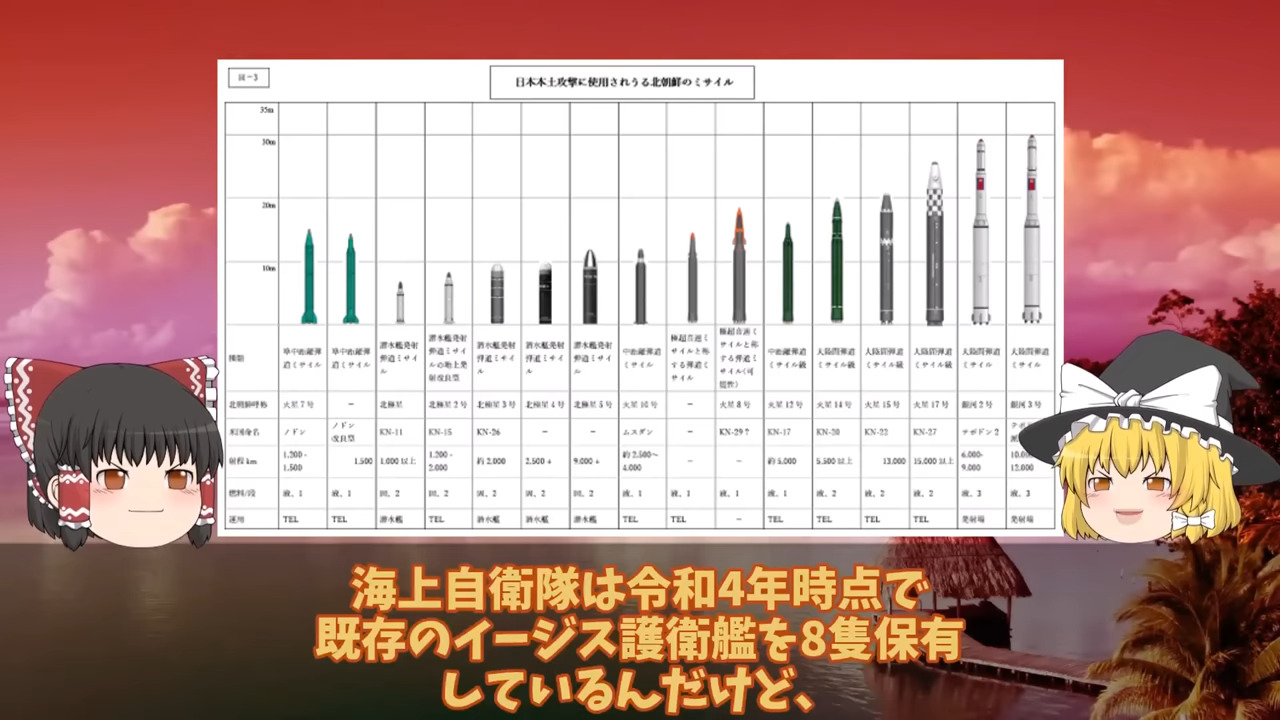 図-3
日本本土攻撃に使用されうる北朝鮮のミサイル
35m
30m
20m
10m
種類 準中距離弾道ミサイル 準中距離弾道ミサイル 潜水艦発射弾道ミサイル 潜水艦発射弾道ミサイルの地上発射改良型 潜水艦発射弾道ミサイル 潜水艦発射弾道ミサイル 潜水艦発射弾道ミサイル 中距離弾道ミサイル 極超音速ミサイルと称する弾道ミサイル 極超音速ミサイルと称する弾道ミサイル(可能性) 中距離弾道ミサイル級 大陸間弾道ミサイル級 大陸間弾道ミサイル級 大陸間弾道ミサイル級 大陸間弾道ミサイル 大陸間弾道ミサイル
北朝鮮呼称 火星7号 － 北極星 北極星2号 北極星3号 北極星4号 北極星5号 火星10号 － 火星8号 火星12号 火星14号 火星15号 火星17号 銀河2号 銀河3号
米国命名 ノドン ノドン改良型 KN-11 KN-15 KN-26 － － ムスダン － KN-29? KN-17 KN-20 KN-22 KN-27 テポドン2
射程km 1,200-1,500 1,500 1,000以上 1,200-2,000 約2,000 2,500+ 9,000+ 約2,500～4,000 － － 約5,000 5,500以上 13,000 15,000以上 6,000-9,000 12,000
燃料/段 液、1 液、1 固、2 固、2 固、2 固、2 固、2 液、1 液、1 液、1 液、1 液、2 液、2 液、2 液、3 液、3
運用 TEL TEL 潜水艦 TEL 潜水艦 潜水艦 潜水艦 TEL TEL － TEL TEL TEL TEL 発射場 発射場
海上自衛隊は令和4年時点で
既存のイージス護衛艦を8隻保有
しているんだけど、